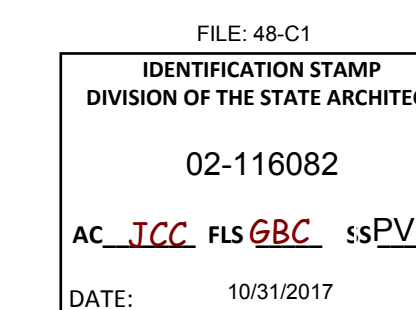 FILE: 48-C1
IDENTIFICATION STAMP
DIVISION OF THE STATE ARCHITEC
02-116082
AC JCC FLS GBC SS PV
DATE: 10/31/2017